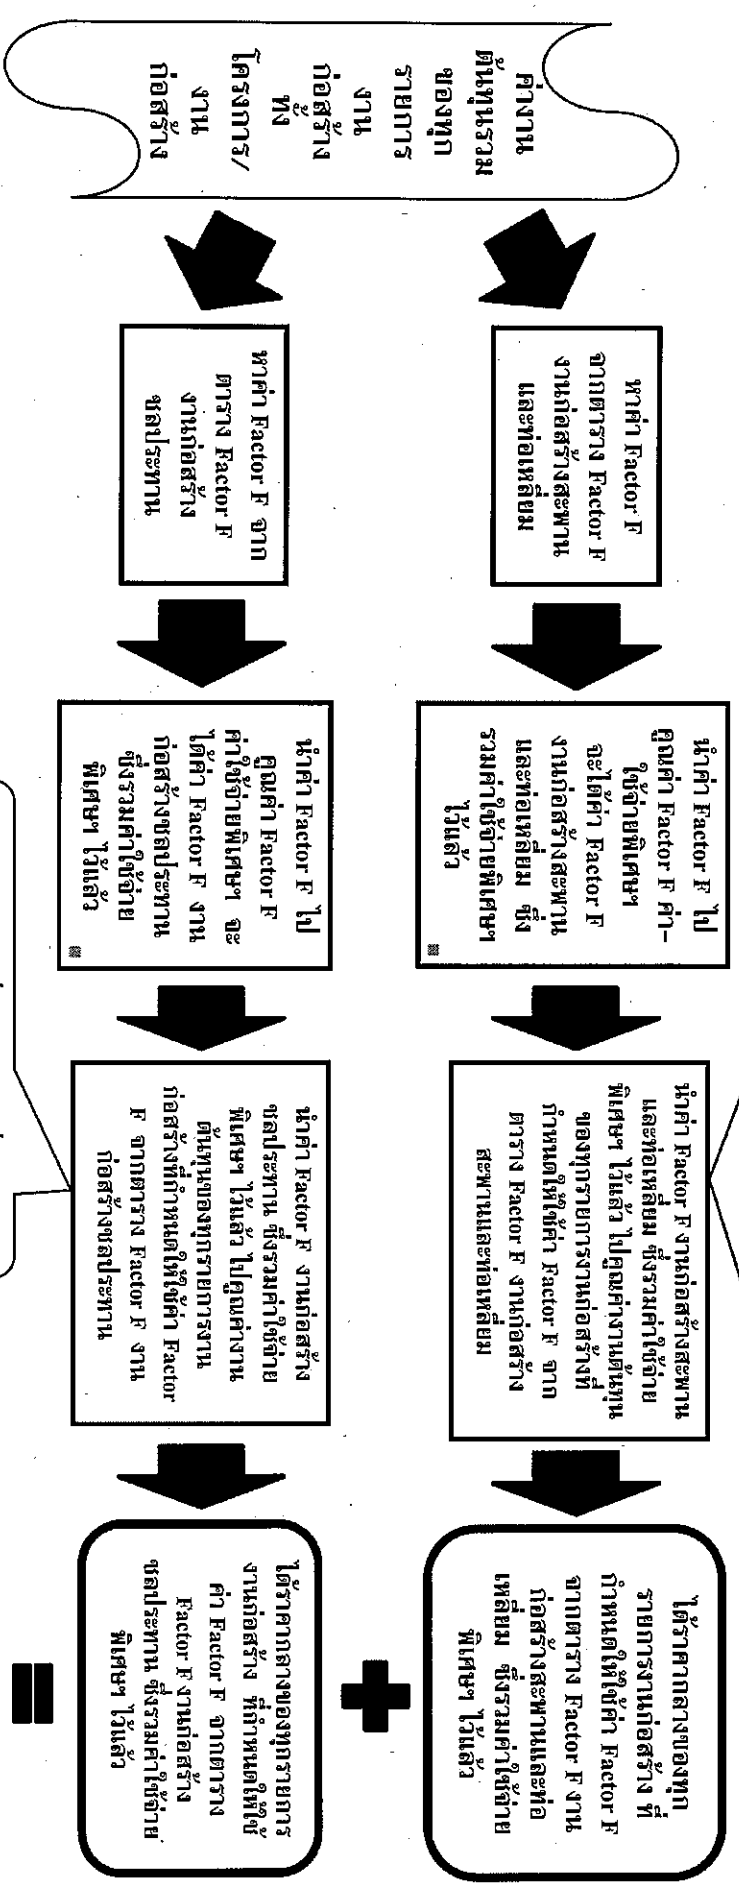 ค่างาน
ต้นทุนรวม
ของทุก
รายการ
งาน
ก่อสร้าง
ทั้ง
โครงการ/
งาน
ก่อสร้าง
หาค่า Factor F
จากตาราง Factor F
งานก่อสร้างสะพาน
และท่อเหลี่ยม
นำค่า Factor F ไป
คูณค่า Factor F ค่า-
ใช้จ่ายพิเศษฯ
จะได้ค่า Factor F
งานก่อสร้างสะพาน
และท่อเหลี่ยม ซึ่ง
รวมค่าใช้จ่ายพิเศษฯ
ไว้แล้ว
นำค่า Factor F งานก่อสร้างสะพาน
และท่อเหลี่ยม ซึ่งรวมค่าใช้จ่าย
พิเศษฯ ไว้แล้ว ไปคูณค่างานต้นทุน
ของทุกรายการงานก่อสร้างที่
กำหนดให้ใช้ค่า Factor F จาก
ตาราง Factor F งานก่อสร้าง
สะพานและท่อเหลี่ยม
ได้ราคากลางของทุก
รายการงานก่อสร้าง ที่
กำหนดให้ใช้ค่า Factor F
จากตาราง Factor F งาน
ก่อสร้างสะพานและท่อ
เหลี่ยม ซึ่งรวมค่าใช้จ่าย
พิเศษฯ ไว้แล้ว
หาค่า Factor F จาก
ตาราง Factor F
งานก่อสร้าง
ชลประทาน
นำค่า Factor F ไป
คูณค่า Factor F
ค่าใช้จ่ายพิเศษฯ จะ
ได้ค่า Factor F งาน
ก่อสร้างชลประทาน
ซึ่งรวมค่าใช้จ่าย
พิเศษฯ ไว้แล้ว
นำค่า Factor F งานก่อสร้าง
ชลประทาน ซึ่งรวมค่าใช้จ่าย
พิเศษฯ ไว้แล้ว ไปคูณค่างาน
ต้นทุนของทุกรายการงาน
ก่อสร้างที่กำหนดให้ใช้ค่า Factor
F จากตาราง Factor F งาน
ก่อสร้างชลประทาน
ได้ราคากลางของทุกรายการ
งานก่อสร้าง ที่กำหนดให้ใช้
ค่า Factor F จากตาราง
Factor F งานก่อสร้าง
ชลประทาน ซึ่งรวมค่าใช้จ่าย
พิเศษฯ ไว้แล้ว